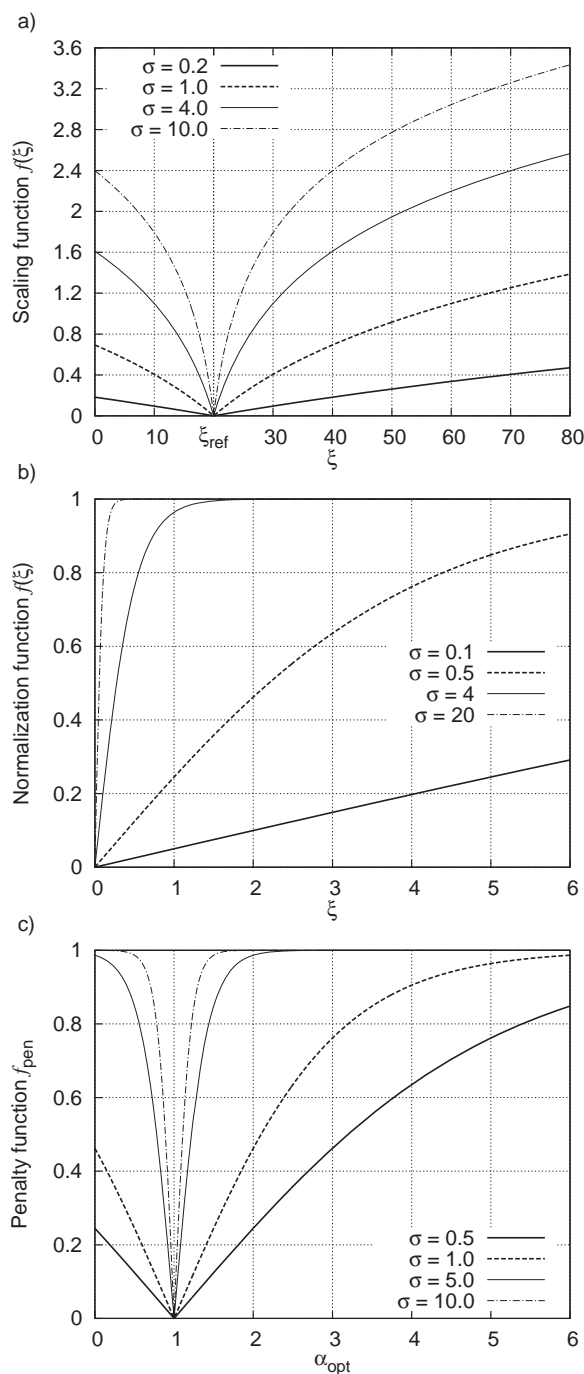 a)
3.6
3.2
2.8
2.4
2
1.6
1.2
0.8
0.4
0
Scaling function f(ξ)
σ = 0.2
σ = 1.0
σ = 4.0
σ = 10.0
0 10 ξref 30 40 50 60 70 80
ξ
b)
1
0.8
0.6
0.4
0.2
0
Normalization function f(ξ)
σ = 0.1
σ = 0.5
σ = 4
σ = 20
0 1 2 3 4 5 6
ξ
c)
1
0.8
0.6
0.4
0.2
0
Penalty function fpen
σ = 0.5
σ = 1.0
σ = 5.0
σ = 10.0
0 1 2 3 4 5 6
αopt